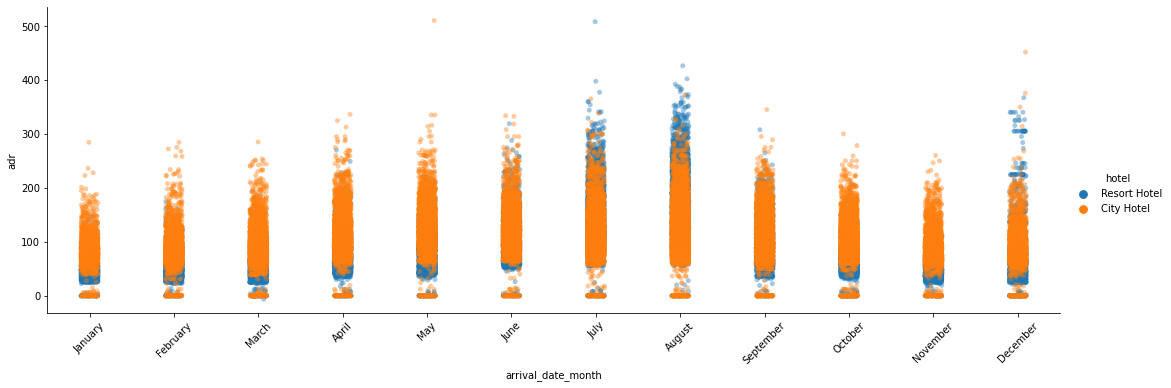 500
400
300
200
100
0
adr
January
February
March
April
May
June
July
August
September
October
November
December
arrival_date_month
hotel
Resort Hotel
City Hotel